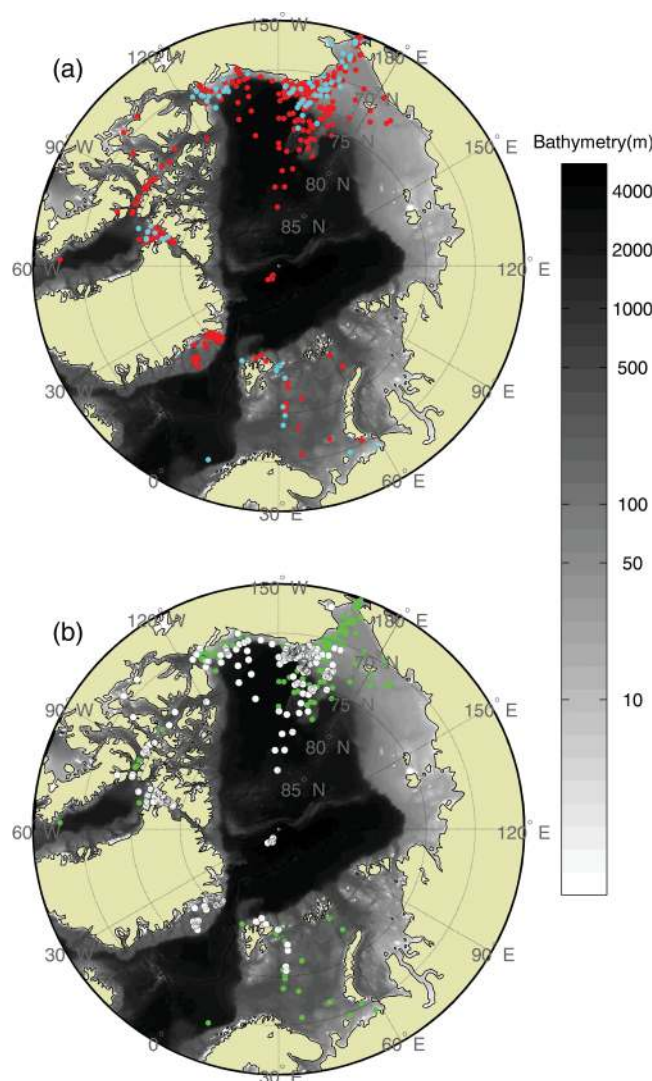 (a)
150° W
120° W
180° W
90° W
150° E
75 N
80 N
85 N
60° W
120° E
30° W
90° E
0°
60° E
30° E
Bathymetry(m)
4000
2000
1000
500
100
50
10
(b)
150° W
120° W
180° W
90° W
150° E
75 N
80 N
85 N
60° W
120° E
30° W
90° E
0°
60° E
30° E